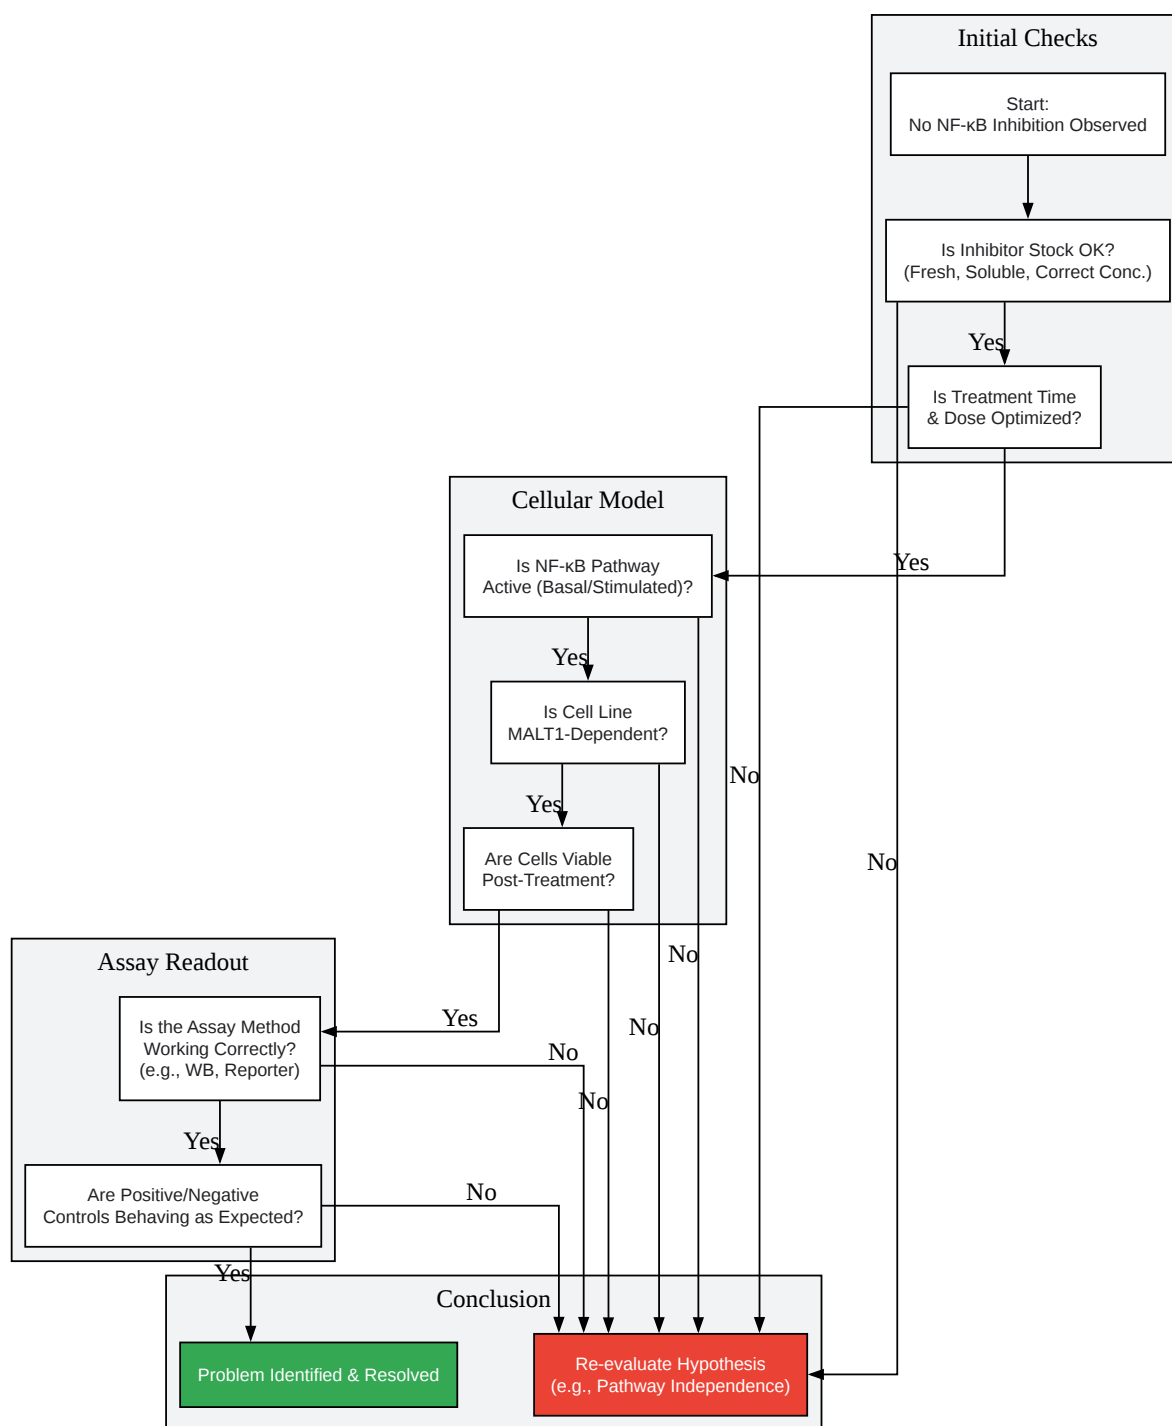 Initial Checks
Start:
No NF-κB Inhibition Observed
Is Inhibitor Stock OK?
(Fresh, Soluble, Correct Conc.)
Yes
Is Treatment Time
& Dose Optimized?
Cellular Model
Is NF-κB Pathway
Active (Basal/Stimulated)?
Yes
Yes
Is Cell Line
MALT1-Dependent?
No
Yes
Are Cells Viable
Post-Treatment?
No
Assay Readout
No
Is the Assay Method
Working Correctly?
(e.g., WB, Reporter)
Yes
No
No
No
Yes
Are Positive/Negative
Controls Behaving as Expected?
No
Yes
Conclusion
Problem Identified & Resolved
Re-evaluate Hypothesis
(e.g., Pathway Independence)